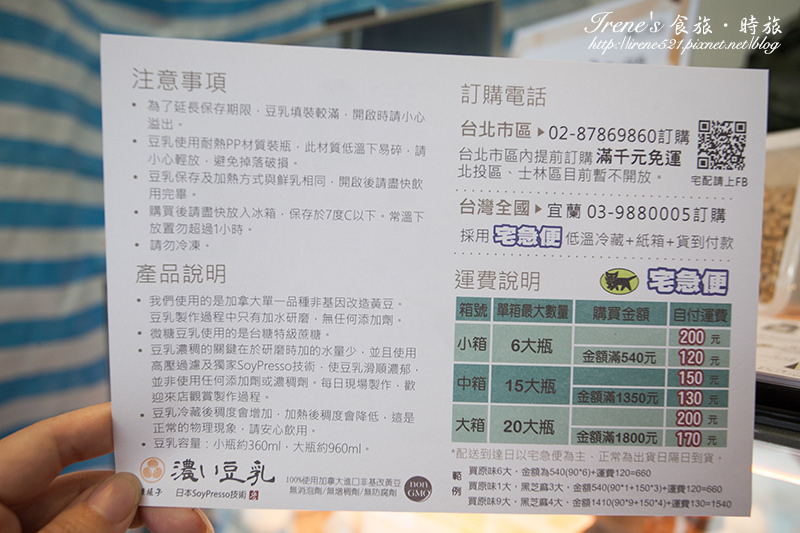 Irene's 食旅・時旅
http://irene521.pixnet.net/blog
注意事項
• 為了延長保存期限，豆乳填裝較滿，開啟時請小心
溢出。
• 豆乳使用耐熱PP材質裝瓶，此材質低溫下易碎，請
小心輕放，避免掉落破損。
• 豆乳保存及加熱方式與鮮乳相同，開啟後請盡快飲
用完畢。
• 購買後請盡快放入冰箱，保存於7度C以下。常溫下
放置勿超過1小時。
• 請勿冷凍。
產品說明
• 我們使用的是加拿大單一品種非基因改造黃豆。
豆乳製作過程中只有加水研磨，無任何添加劑。
• 微糖豆乳使用的是台糖特級蔗糖。
• 豆乳濃稠的關鍵在於研磨時加的水量少，並且使用
高壓過濾及獨家SoyPresso技術，使豆乳滑順濃郁，
並非使用任何添加劑或濃稠劑。每日現場製作，歡
迎來店觀賞製作過程。
• 豆乳冷藏後稠度會增加，加熱後稠度會降低，這是
正常的物理現象，請安心飲用。
• 豆乳容量：小瓶約360ml，大瓶約960ml。
濃い豆乳
日本SoyPresso技術
100%使用加拿大進口非基改黃豆
無消泡劑/無增稠劑/無防腐劑
non
GMO
訂購電話
台北市區▶02-87869860訂購
台北市區內提前訂購 滿千元免運
北投區、士林區目前暫不開放。
宅配請上FB
台灣全國▶宜蘭 03-9880005訂購
採用 宅急便 低溫冷藏+紙箱+貨到付款
運費說明 宅急便
箱號 單箱最大數量 購買金額 自付運費
小箱 6大瓶 200 元
金額滿540元 120 元
中箱 15大瓶 150 元
金額滿1350元 130 元
大箱 20大瓶 200 元
金額滿1800元 170 元
*配送到達日以宅急便為主，正常為出貨日隔日到貨。
範例 買原味6大，金額為540(90*6)+運費120=660
買原味1大，黑芝麻3大，金額540(90*1+150*3)+運費120=660
買原味9大，黑芝麻4大，金額1410(90*9+150*4)+運費130=1540